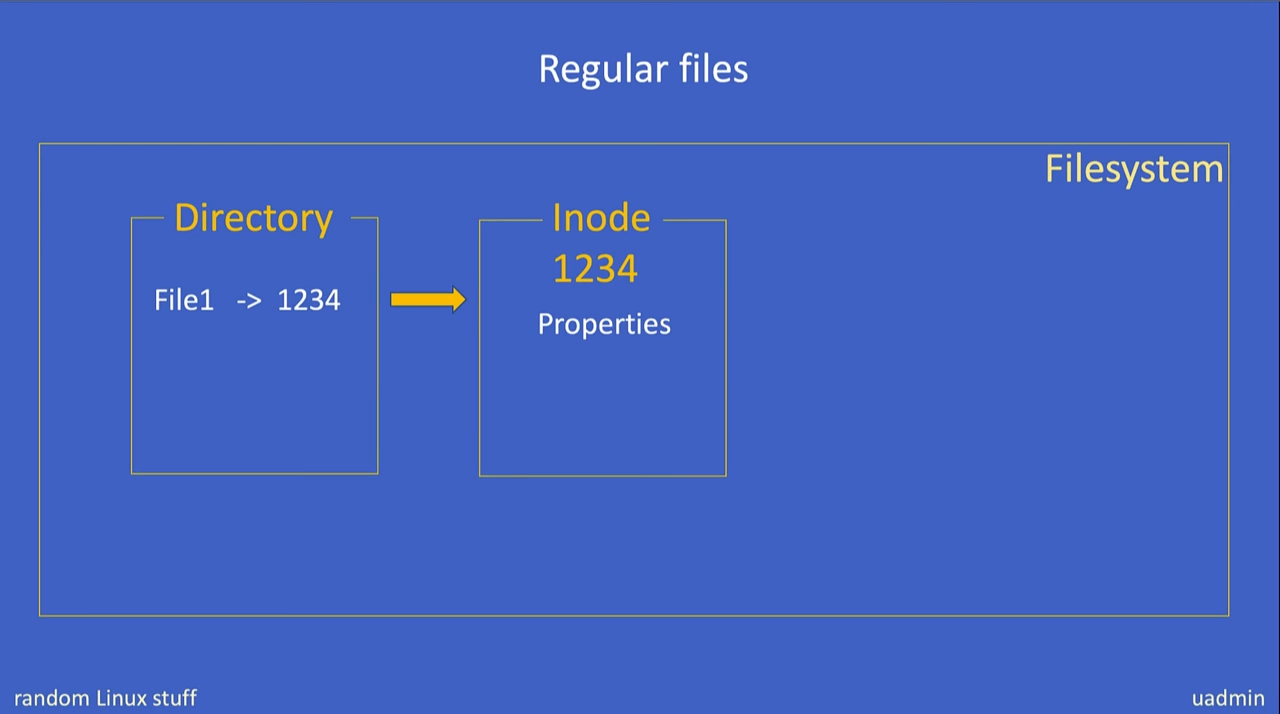 Regular files
Filesystem
Directory
File1 -> 1234
Inode
1234
Properties
random Linux stuff
uadmin